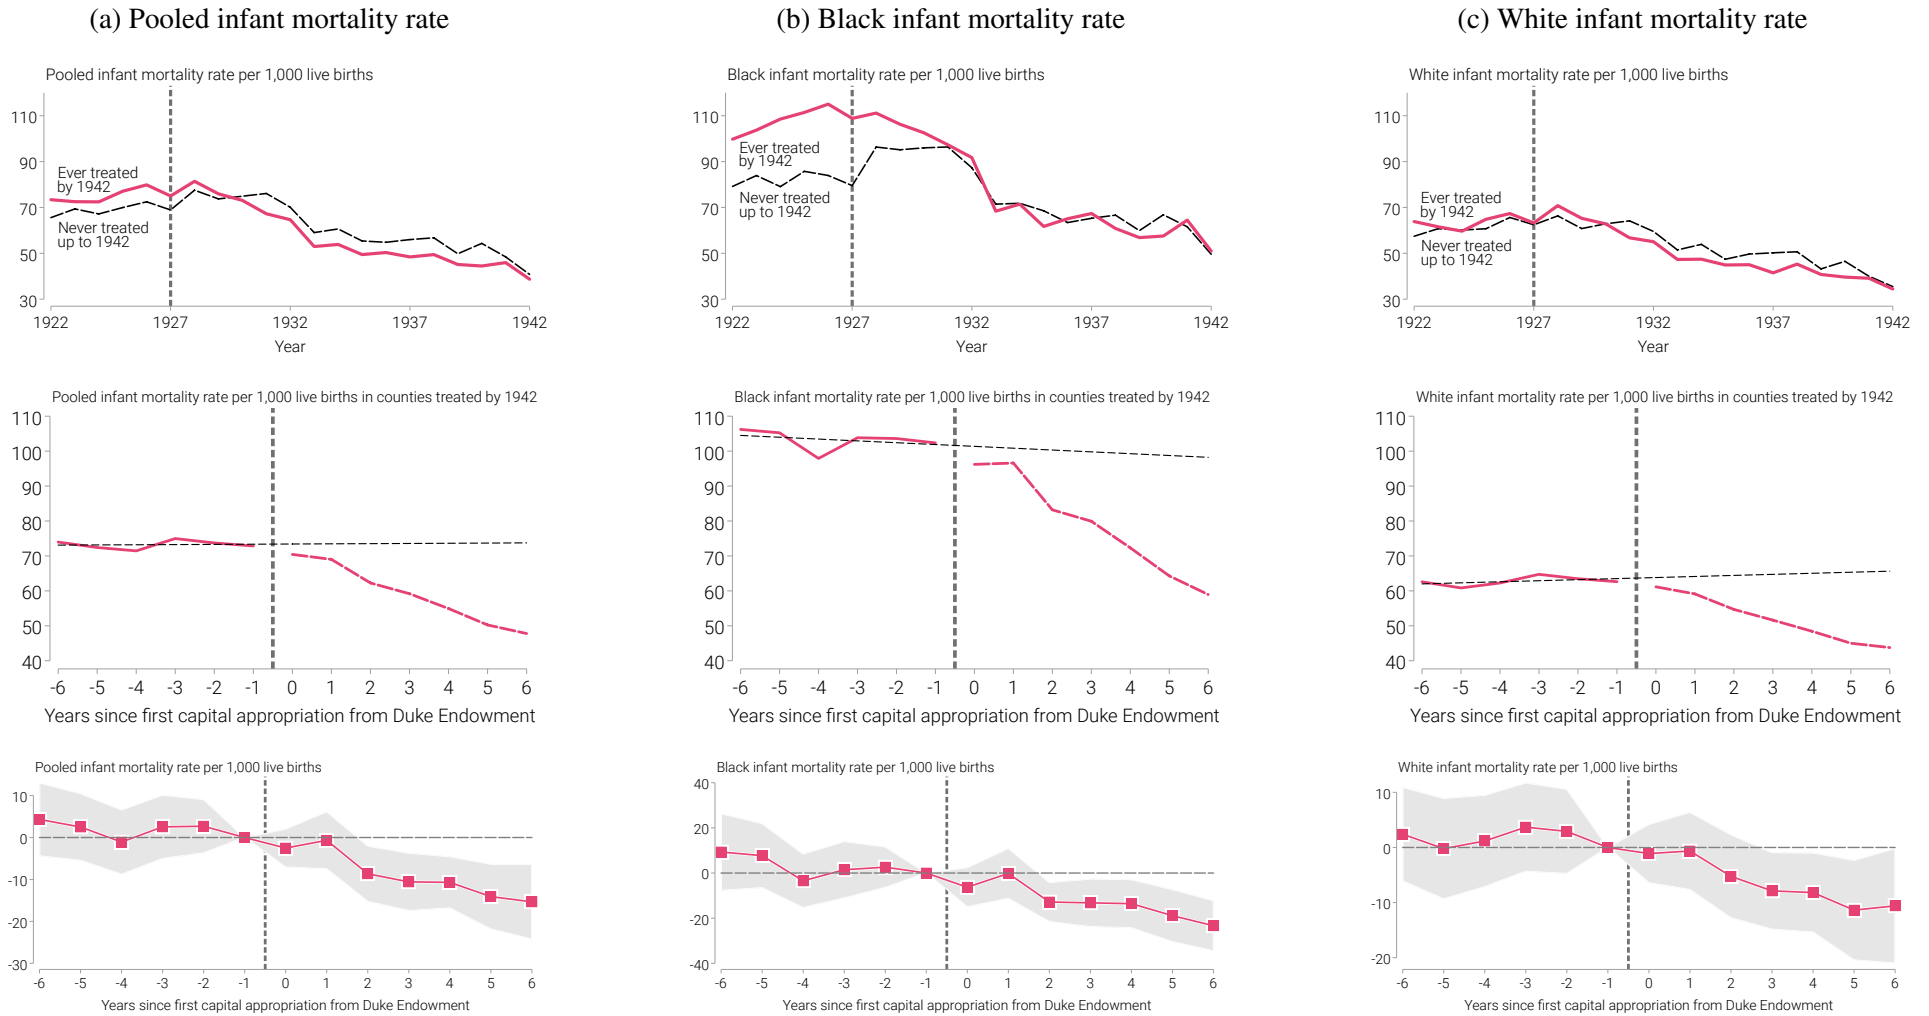 (a) Pooled infant mortality rate
Pooled infant mortality rate per 1,000 live births
110
90
70
50
30
Ever treated
by 1942
Never treated
up to 1942
1922 1927 1932 1937 1942
Year
(b) Black infant mortality rate
Black infant mortality rate per 1,000 live births
110
90
70
50
30
Ever treated
by 1942
Never treated
up to 1942
1922 1927 1932 1937 1942
Year
(c) White infant mortality rate
White infant mortality rate per 1,000 live births
110
90
70
50
30
Ever treated
by 1942
Never treated
up to 1942
1922 1927 1932 1937 1942
Year
Pooled infant mortality rate per 1,000 live births in counties treated by 1942
110
100
90
80
70
60
50
40
-6 -5 -4 -3 -2 -1 0 1 2 3 4 5 6
Years since first capital appropriation from Duke Endowment
Black infant mortality rate per 1,000 live births in counties treated by 1942
110
100
90
80
70
60
50
40
-6 -5 -4 -3 -2 -1 0 1 2 3 4 5 6
Years since first capital appropriation from Duke Endowment
White infant mortality rate per 1,000 live births in counties treated by 1942
110
100
90
80
70
60
50
40
-6 -5 -4 -3 -2 -1 0 1 2 3 4 5 6
Years since first capital appropriation from Duke Endowment
Pooled infant mortality rate per 1,000 live births
10
0
-10
-20
-30
-6 -5 -4 -3 -2 -1 0 1 2 3 4 5 6
Years since first capital appropriation from Duke Endowment
Black infant mortality rate per 1,000 live births
40
20
0
-20
-40
-6 -5 -4 -3 -2 -1 0 1 2 3 4 5 6
Years since first capital appropriation from Duke Endowment
White infant mortality rate per 1,000 live births
10
0
-10
-20
-6 -5 -4 -3 -2 -1 0 1 2 3 4 5 6
Years since first capital appropriation from Duke Endowment